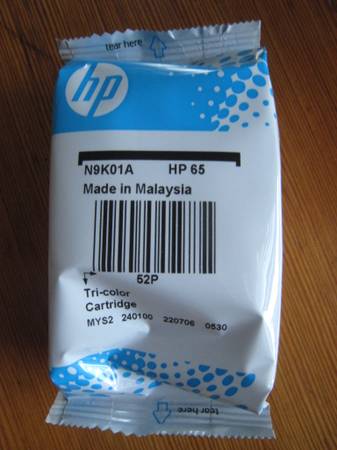 tear here
hp
N9K01A HP 65
Made in Malaysia
52P
Tri-color
Cartridge
MYS2 240100 220706 0530
tear here